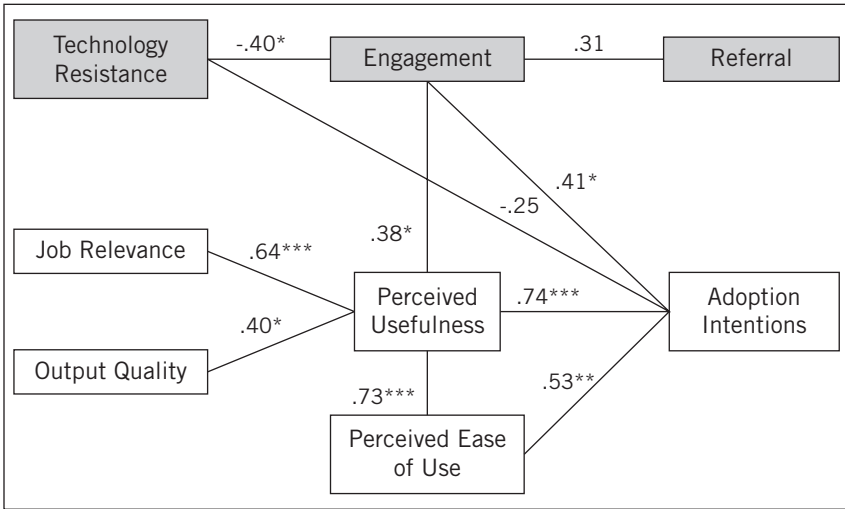 Technology
Resistance
-.40*
Engagement
.31
Referral
.41*
-.25
.38*
Job Relevance
.64***
Perceived
Usefulness
.74***
Adoption
Intentions
.40*
Output Quality
.73***
.53**
Perceived Ease
of Use